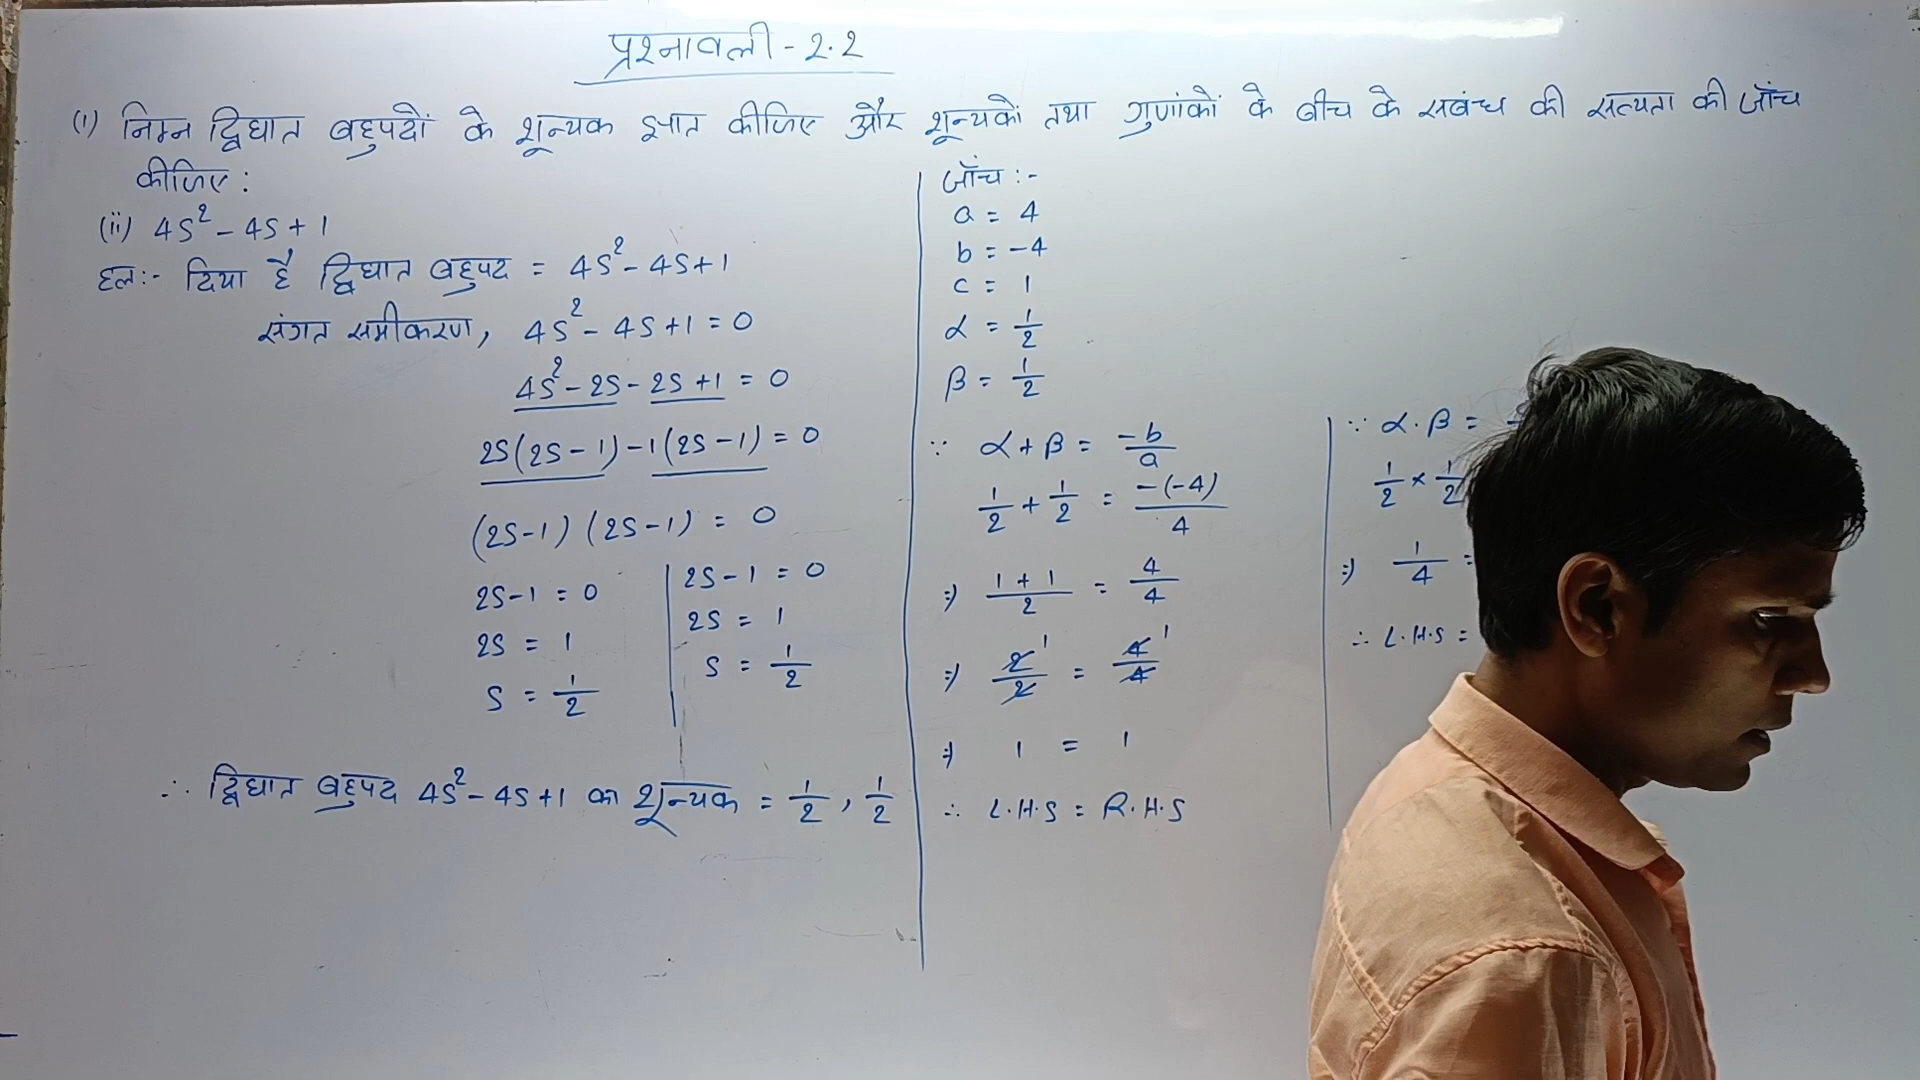 प्रश्नावली - 2.2
(1) निम्न द्विघात बहुपदों के शून्यक ज्ञात कीजिए और शून्यकों तथा गुणांकों के बीच के सबंध की सत्यता की जाँच
कीजिए :
(ii) 4S² - 4S + 1
हल:- दिया है द्विघात बहुपद = 4S² - 4S + 1
संगत समीकरण, 4S² - 4S + 1 = 0
4S² - 2S - 2S + 1 = 0
2S(2S - 1) - 1(2S - 1) = 0
(2S - 1) (2S - 1) = 0
2S - 1 = 0
2S = 1
S = 1/2
2S - 1 = 0
2S = 1
S = 1/2
∴ द्विघात बहुपद 4S² - 4S + 1 का शून्यक = 1/2, 1/2
जाँच :-
a = 4
b = -4
c = 1
α = 1/2
β = 1/2
∵ α + β = -b/a
1/2 + 1/2 = -(-4)/4
⇒ 1 + 1/2 = 4/4
⇒ 2/2 1 = 4/4 1
⇒ 1 = 1
∴ L.H.S = R.H.S
∵ α . β =
1/2 × 1/2
⇒ 1/4 =
∴ L.H.S =